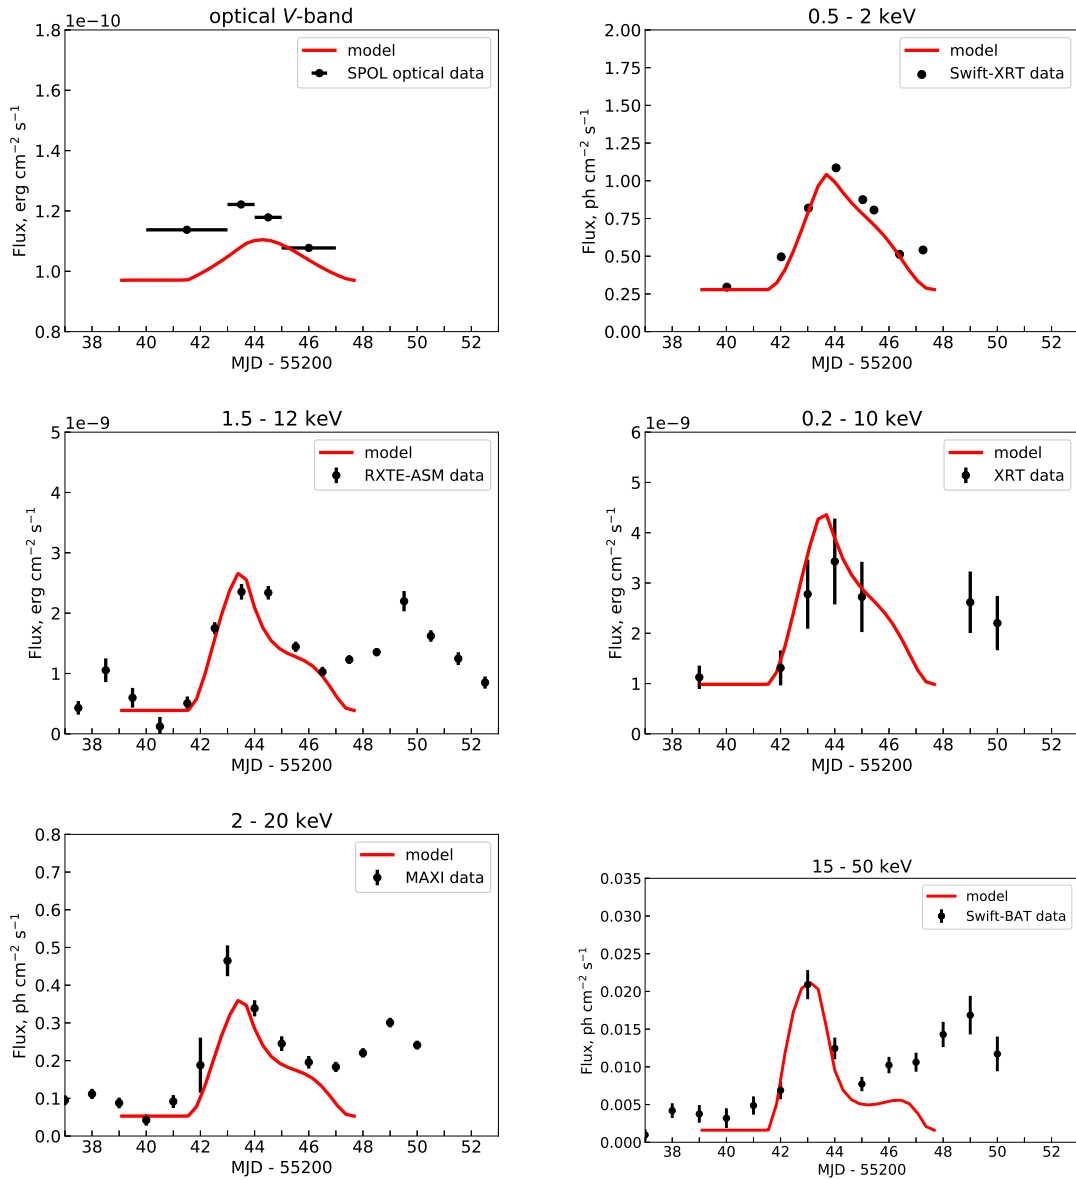 optical V-band
1e−10
Flux, erg cm−2 s−1
1.8
1.6
1.4
1.2
1.0
0.8
model
SPOL optical data
38 40 42 44 46 48 50 52
MJD - 55200
0.5 - 2 keV
Flux, ph cm−2 s−1
2.00
1.75
1.50
1.25
1.00
0.75
0.50
0.25
0.00
model
Swift-XRT data
38 40 42 44 46 48 50 52
MJD - 55200
1.5 - 12 keV
1e−9
Flux, erg cm−2 s−1
5
4
3
2
1
0
model
RXTE-ASM data
38 40 42 44 46 48 50 52
MJD - 55200
0.2 - 10 keV
1e−9
Flux, erg cm−2 s−1
6
5
4
3
2
1
0
model
XRT data
38 40 42 44 46 48 50 52
MJD - 55200
2 - 20 keV
Flux, ph cm−2 s−1
0.8
0.7
0.6
0.5
0.4
0.3
0.2
0.1
0.0
model
MAXI data
38 40 42 44 46 48 50 52
MJD - 55200
15 - 50 keV
Flux, ph cm−2 s−1
0.035
0.030
0.025
0.020
0.015
0.010
0.005
0.000
model
Swift-BAT data
38 40 42 44 46 48 50 52
MJD - 55200